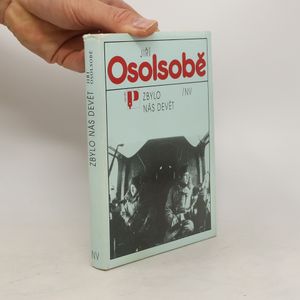 JIŘÍ
Osolsobě
ZBYLO /NV
NÁS DEVĚT
JIŘÍ
OSOLSOBĚ
ZBYLO NÁS DEVĚT
NV